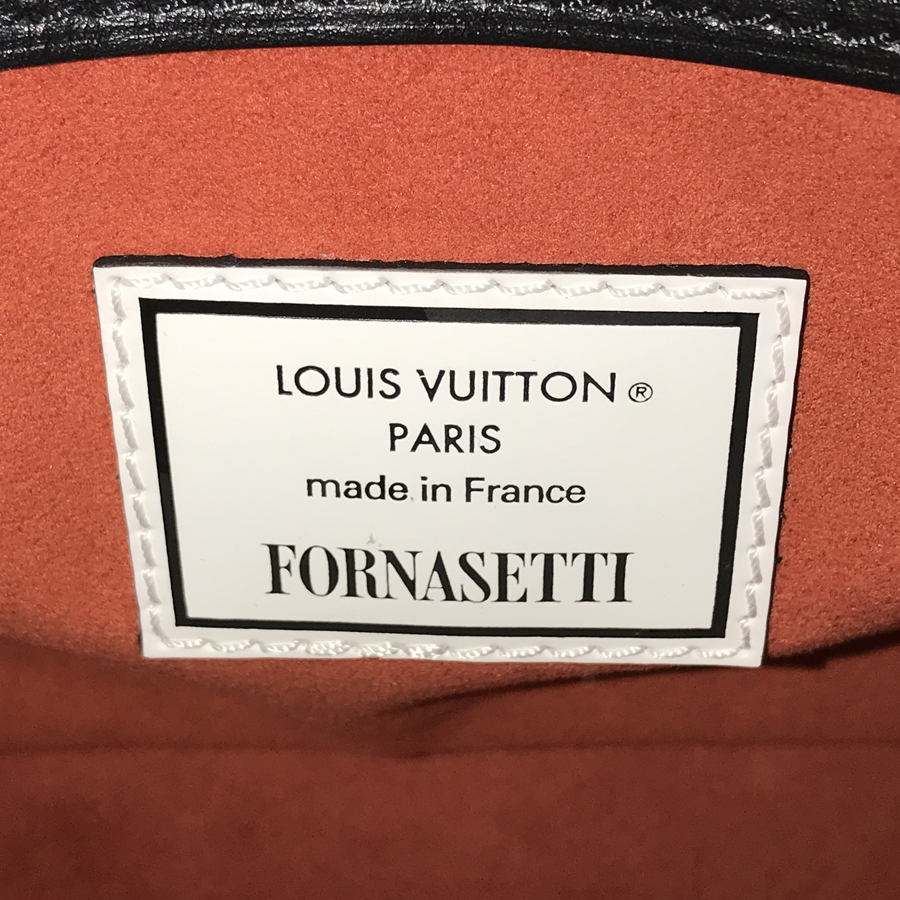 LOUIS VUITTON ®
PARIS
made in France
FORNASETTI